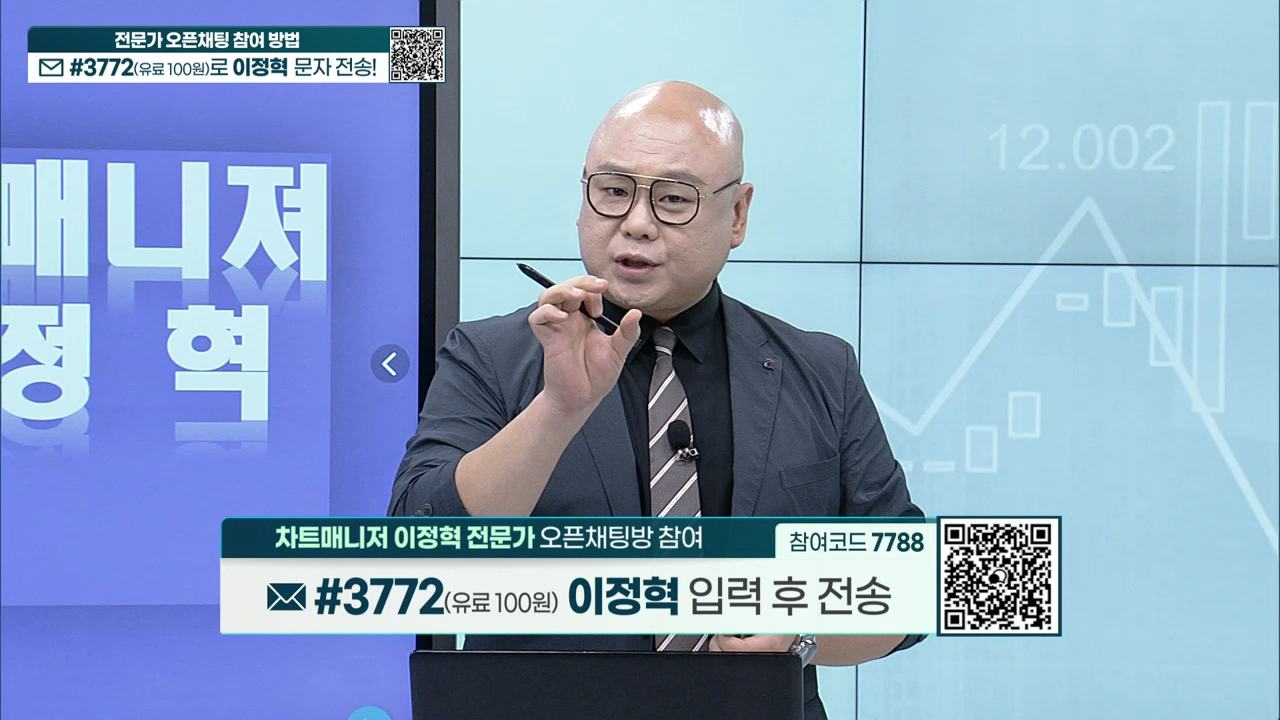 전문가 오픈채팅 참여 방법
#3772(유료 100원)로 이정혁 문자 전송!
매니저
정 혁
12.002
차트매니저 이정혁 전문가 오픈채팅방 참여
참여코드 7788
#3772(유료 100원) 이정혁 입력 후 전송